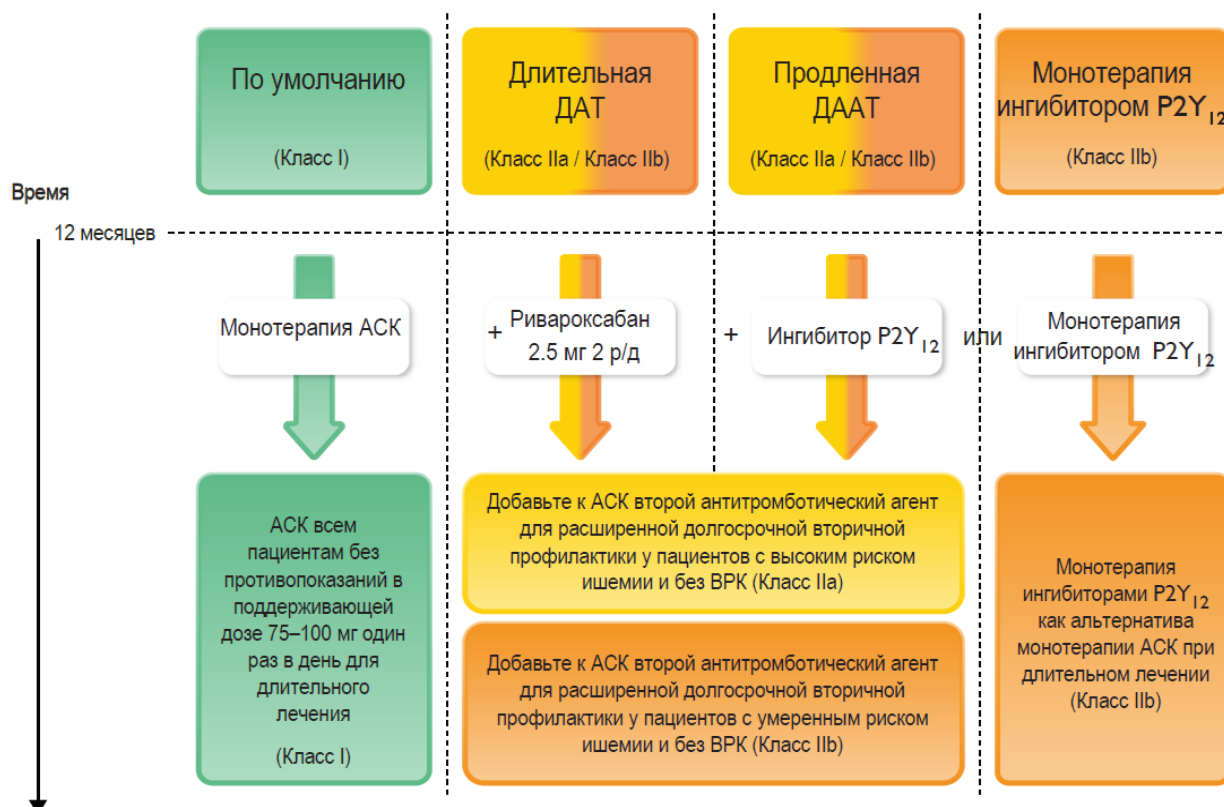 По умолчанию
(Класс I)
Длительная
ДАТ
(Класс IIa / Класс IIb)
Продленная
ДААТ
(Класс IIa / Класс IIb)
Монотерапия
ингибитором P2Y12
(Класс IIb)
Время
12 месяцев
Монотерапия АСК
+ Ривароксабан
2.5 мг 2 р/д
+ Ингибитор P2Y12
или
Монотерапия
ингибитором P2Y12
АСК всем
пациентам без
противопоказаний в
поддерживающей
дозе 75–100 мг один
раз в день для
длительного
лечения
(Класс I)
Добавьте к АСК второй антитромботический агент
для расширенной долгосрочной вторичной
профилактики у пациентов с высоким риском
ишемии и без ВРК (Класс IIa)
Добавьте к АСК второй антитромботический агент
для расширенной долгосрочной вторичной
профилактики у пациентов с умеренным риском
ишемии и без ВРК (Класс IIb)
Монотерапия
ингибиторами P2Y12
как альтернатива
монотерапии АСК при
длительном лечении
(Класс IIb)